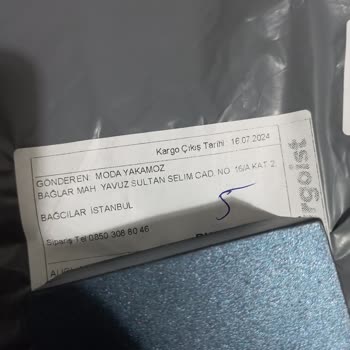 Kargo Çıkış Tarihi 16.07.2024
GÖNDEREN: MODA YAKAMOZ
BAĞLAR MAH. YAVUZ SULTAN SELİM CAD. NO: 16/A KAT:2
BAĞCILAR İSTANBUL
5
Sipariş Tel:0850 308 80 46